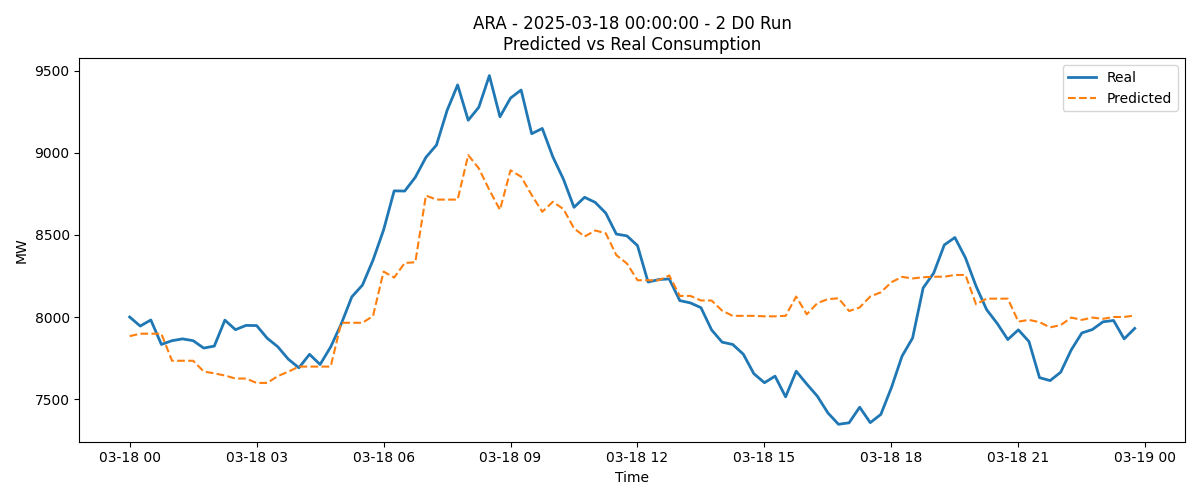 ARA - 2025-03-18 00:00:00 - 2 D0 Run
Predicted vs Real Consumption
Real
Predicted
MW
9500
9000
8500
8000
7500
03-18 00
03-18 03
03-18 06
03-18 09
03-18 12
03-18 15
03-18 18
03-18 21
03-19 00
Time